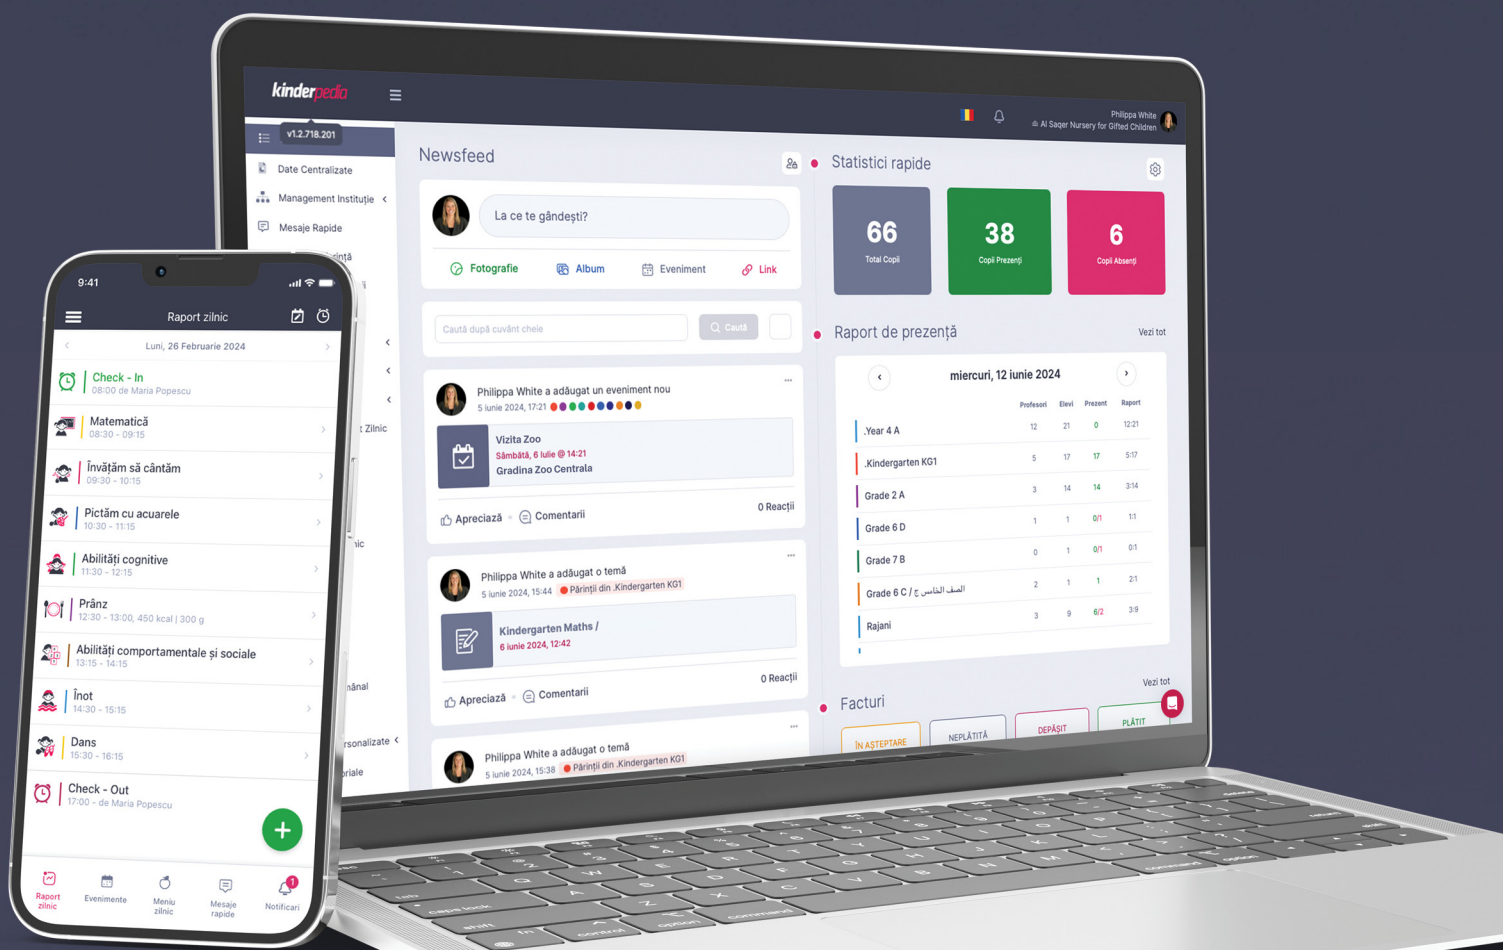 kinderpedia
v1.2.718.201
Philippa White
Al Saqer Nursery for Gifted Children
Date Centralizate
Management Instituție
Mesaje Rapide
Newsfeed
La ce te gândești?
Fotografie
Album
Eveniment
Link
Caută după cuvânt cheie
Caută
Philippa White a adăugat un eveniment nou
5 iunie 2024, 17:21
Vizita Zoo
Sâmbătă, 6 Iulie @ 14:21
Gradina Zoo Centrala
Apreciază
Comentarii
0 Reacții
Philippa White a adăugat o temă
5 iunie 2024, 15:44 Părinții din .Kindergarten KG1
Kindergarten Maths /
6 iunie 2024, 12:42
Apreciază
Comentarii
0 Reacții
Philippa White a adăugat o temă
5 iunie 2024, 15:38 Părinții din .Kindergarten KG1
Statistici rapide
66
Total Copii
38
Copii Prezenți
6
Copii Absenți
Raport de prezență
Vezi tot
miercuri, 12 iunie 2024
Profesori Elevi Prezent Raport
.Year 4 A 12 21 0 12:21
.Kindergarten KG1 5 17 17 5:17
Grade 2 A 3 14 14 3:14
Grade 6 D 1 1 0/1 1:1
Grade 7 B 0 1 0/1 0:1
Grade 6 C / الصف الخامس ج 2 1 1 2:1
Rajani 3 9 6/2 3:9
Facturi
Vezi tot
ÎN AȘTEPTARE
NEPLĂTITĂ
DEPĂȘIT
PLĂTIT
9:41
Raport zilnic
Luni, 26 Februarie 2024
Check - In
08:00 de Maria Popescu
Matematică
08:30 - 09:15
Învățăm să cântăm
09:30 - 10:15
Pictăm cu acuarele
10:30 - 11:15
Abilități cognitive
11:30 - 12:15
Prânz
12:30 - 13:00, 450 kcal | 300 g
Abilități comportamentale și sociale
13:15 - 14:15
Înot
14:30 - 15:15
Dans
15:30 - 16:15
Check - Out
17:00 - de Maria Popescu
+
Raport zilnic
Evenimente
Meniu zilnic
Mesaje rapide
1
Notificari
caps lock
shift
fn
control
option
command
command
option